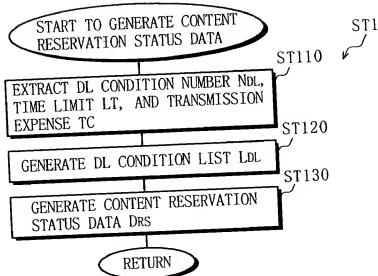 START TO GENERATE CONTENT
RESERVATION STATUS DATA
ST1
ST110
EXTRACT DL CONDITION NUMBER NDL,
TIME LIMIT LT, AND TRANSMISSION
EXPENSE TC
ST120
GENERATE DL CONDITION LIST LDL
ST130
GENERATE CONTENT RESERVATION
STATUS DATA DRS
RETURN